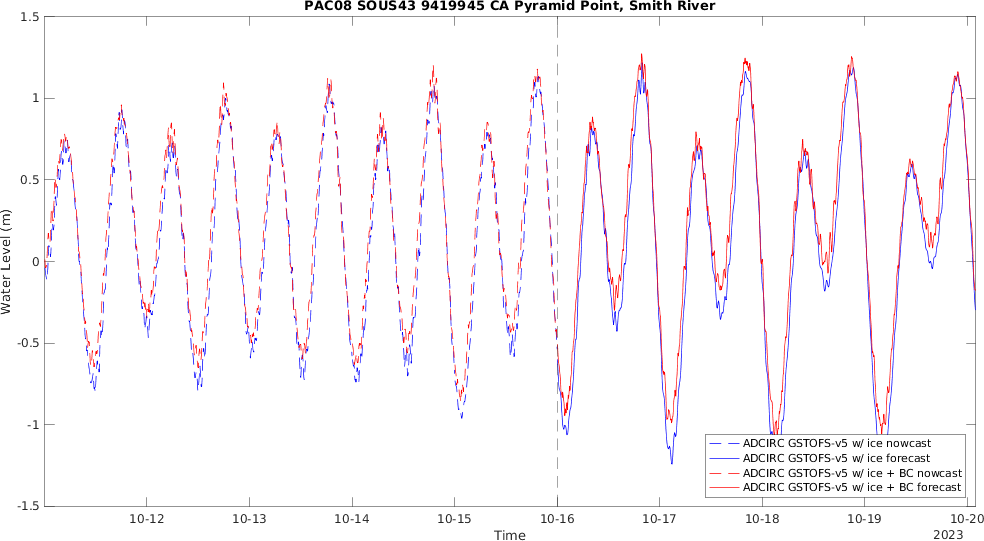 PAC08 SOUS43 9419945 CA Pyramid Point, Smith River
1.5
1
0.5
0
-0.5
-1
-1.5
Water Level (m)
ADCIRC GSTOFS-v5 w/ ice nowcast
ADCIRC GSTOFS-v5 w/ ice forecast
ADCIRC GSTOFS-v5 w/ ice + BC nowcast
ADCIRC GSTOFS-v5 w/ ice + BC forecast
10-12 10-13 10-14 10-15 10-16 10-17 10-18 10-19 10-20
Time
2023